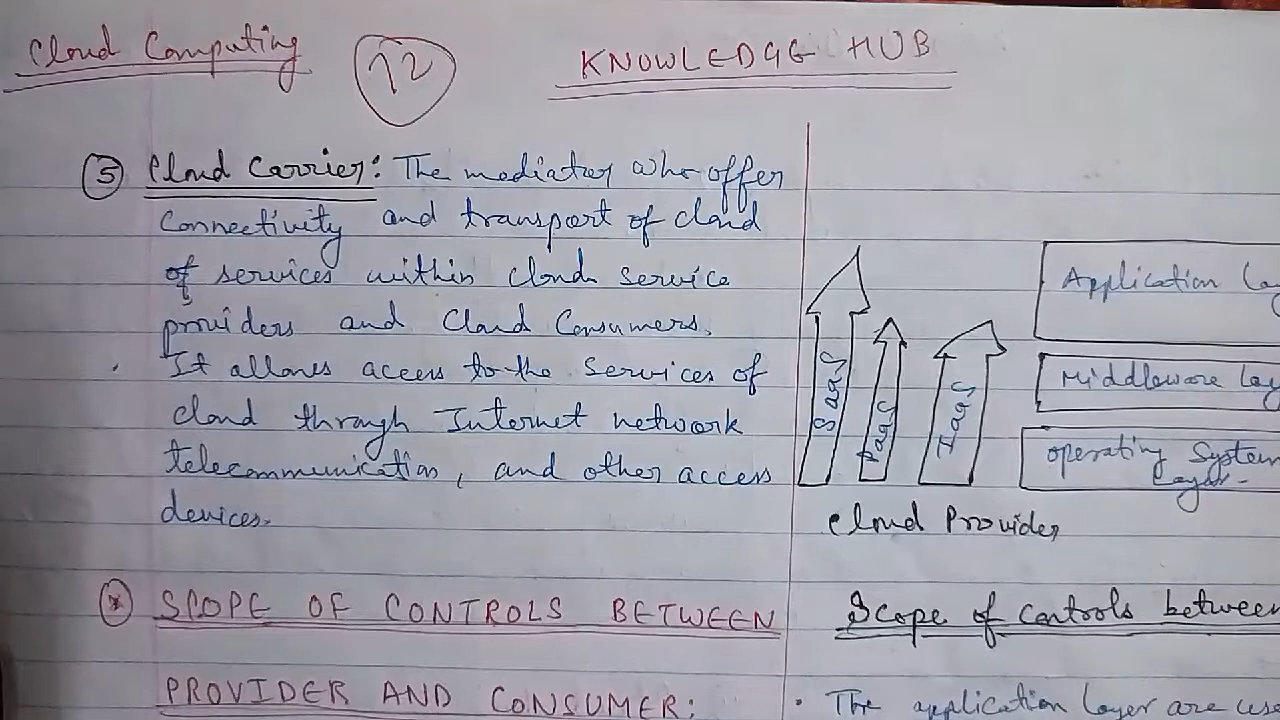 Cloud Computing
12
KNOWLEDGE HUB
5 Cloud Carrier: The mediator who offer
connectivity and transport of cloud
of services within cloud service
providers and Cloud Consumers.
. It allows access to the services of
cloud through Internet network
telecommunication, and other access
devices.
* SCOPE OF CONTROLS BETWEEN
PROVIDER AND CONSUMER:
SaaS
PaaS
IaaS
Application
Middleware
Operating System
Layer-
Cloud Provider
Scope of Controls between
• The application layer are